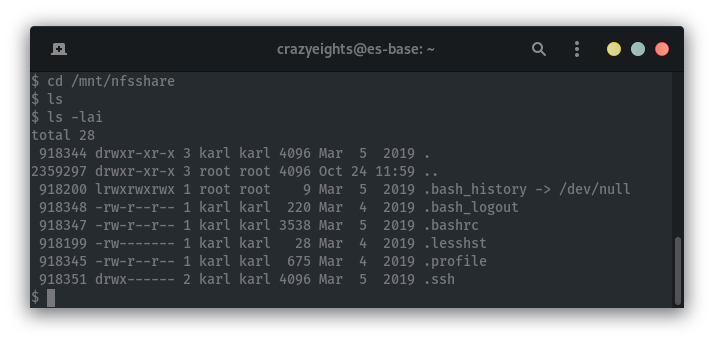 crazyeights@es-base: ~
$ cd /mnt/nfsshare
$ ls
$ ls -lai
total 28
 918344 drwxr-xr-x 3 karl karl 4096 Mar  5  2019 .
2359297 drwxr-xr-x 3 root root 4096 Oct 24 11:59 ..
 918200 lrwxrwxrwx 1 root root    9 Mar  5  2019 .bash_history -> /dev/null
 918348 -rw-r--r-- 1 karl karl  220 Mar  4  2019 .bash_logout
 918347 -rw-r--r-- 1 karl karl 3538 Mar  5  2019 .bashrc
 918199 -rw------- 1 karl karl   28 Mar  4  2019 .lesshst
 918345 -rw-r--r-- 1 karl karl  675 Mar  4  2019 .profile
 918351 drwx------ 2 karl karl 4096 Mar  5  2019 .ssh
$